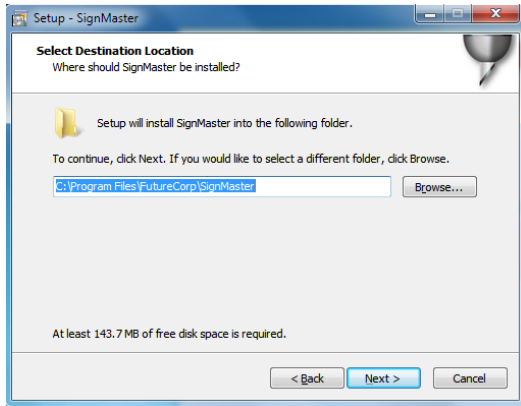 Setup - SignMaster
Select Destination Location
Where should SignMaster be installed?
Setup will install SignMaster into the following folder.
To continue, click Next. If you would like to select a different folder, click Browse.
C:\Program Files\FutureCorp\SignMaster
Browse...
At least 143.7 MB of free disk space is required.
< Back
Next >
Cancel